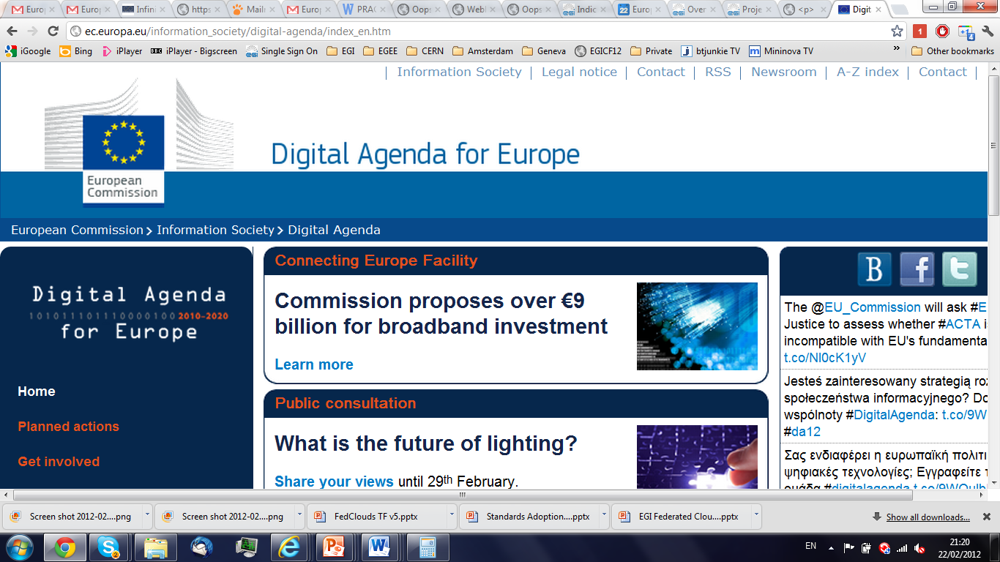 Europ Europ Infini https Mailm Europ PRAC Oops Webl Oops Indic Europ Over Proje <p> Digit
ec.europa.eu/information_society/digital-agenda/index_en.htm
iGoogle Bing iPlayer iPlayer - Bigscreen Single Sign On EGI EGEE CERN Amsterdam Geneva EGICF12 Private btjunkie TV Mininova TV » Other bookmarks
Information Society | Legal notice | Contact | RSS | Newsroom | A-Z index | Contact |
Digital Agenda for Europe
European
Commission
European Commission > Information Society > Digital Agenda
Digital Agenda
10101110111100001002010-2020
for Europe
Home
Planned actions
Get involved
Connecting Europe Facility
Commission proposes over €9
billion for broadband investment
Learn more
Public consultation
What is the future of lighting?
Share your views until 29th February.
The @EU_Commission will ask #E
Justice to assess whether #ACTA i
incompatible with EU's fundamenta
t.co/NI0cK1yV
Jesteś zainteresowany strategią roz
społeczeństwa informacyjnego? Do
wspólnoty #DigitalAgenda: t.co/9W
#da12
Σας ενδιαφέρει η ευρωπαϊκή πολιτι
ψηφιακές τεχνολογίες; Εγγραφείτε τ
ομάδα #digitalagenda t.co/9WQulb
Screen shot 2012-02....png Screen shot 2012-02....png FedClouds TF v5.pptx Standards Adoption....pptx EGI Federated Clou....pptx Show all downloads...
EN 21:20
22/02/2012